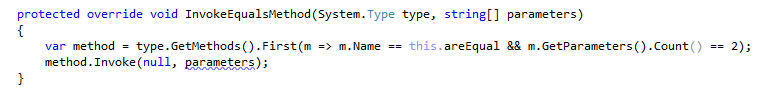 protected override void InvokeEqualsMethod(System.Type type, string[] parameters)
{
    var method = type.GetMethods().First(m => m.Name == this.areEqual && m.GetParameters().Count() == 2);
    method.Invoke(null, parameters);
}